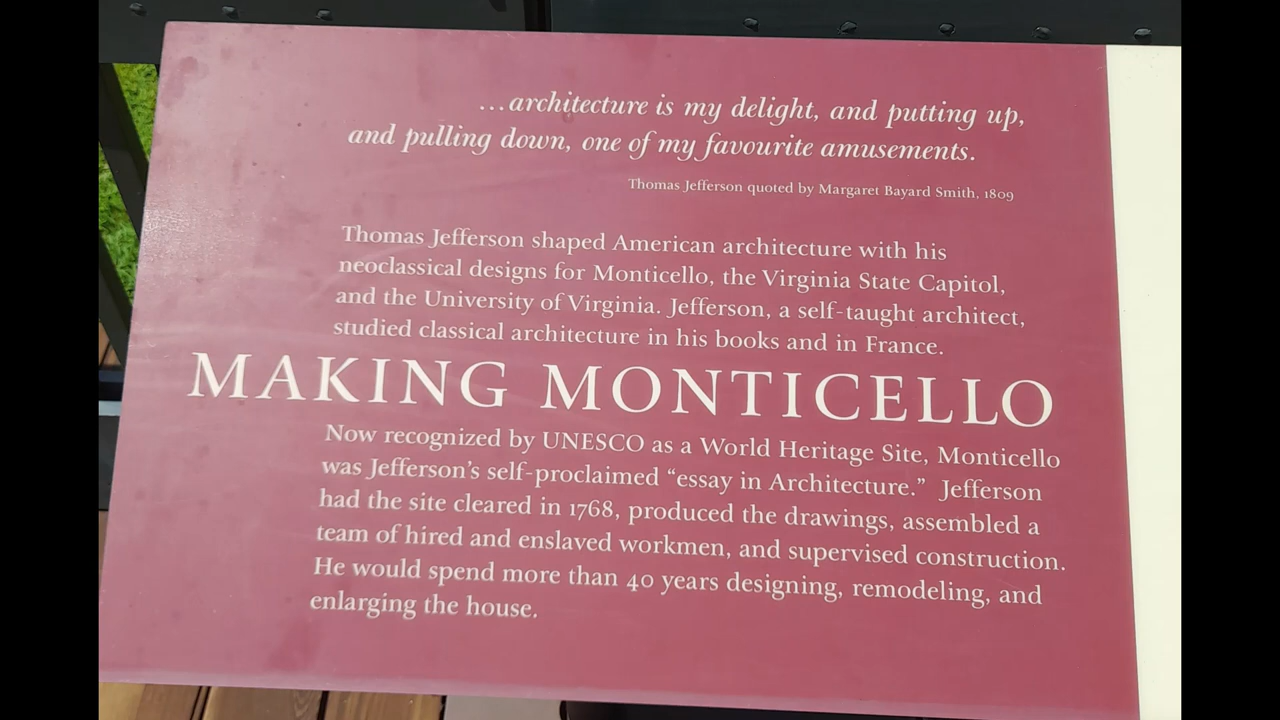 ...architecture is my delight, and putting up,
and pulling down, one of my favourite amusements.
Thomas Jefferson quoted by Margaret Bayard Smith, 1809
Thomas Jefferson shaped American architecture with his
neoclassical designs for Monticello, the Virginia State Capitol,
and the University of Virginia. Jefferson, a self-taught architect,
studied classical architecture in his books and in France.
MAKING MONTICELLO
Now recognized by UNESCO as a World Heritage Site, Monticello
was Jefferson's self-proclaimed “essay in Architecture.” Jefferson
had the site cleared in 1768, produced the drawings, assembled a
team of hired and enslaved workmen, and supervised construction.
He would spend more than 40 years designing, remodeling, and
enlarging the house.